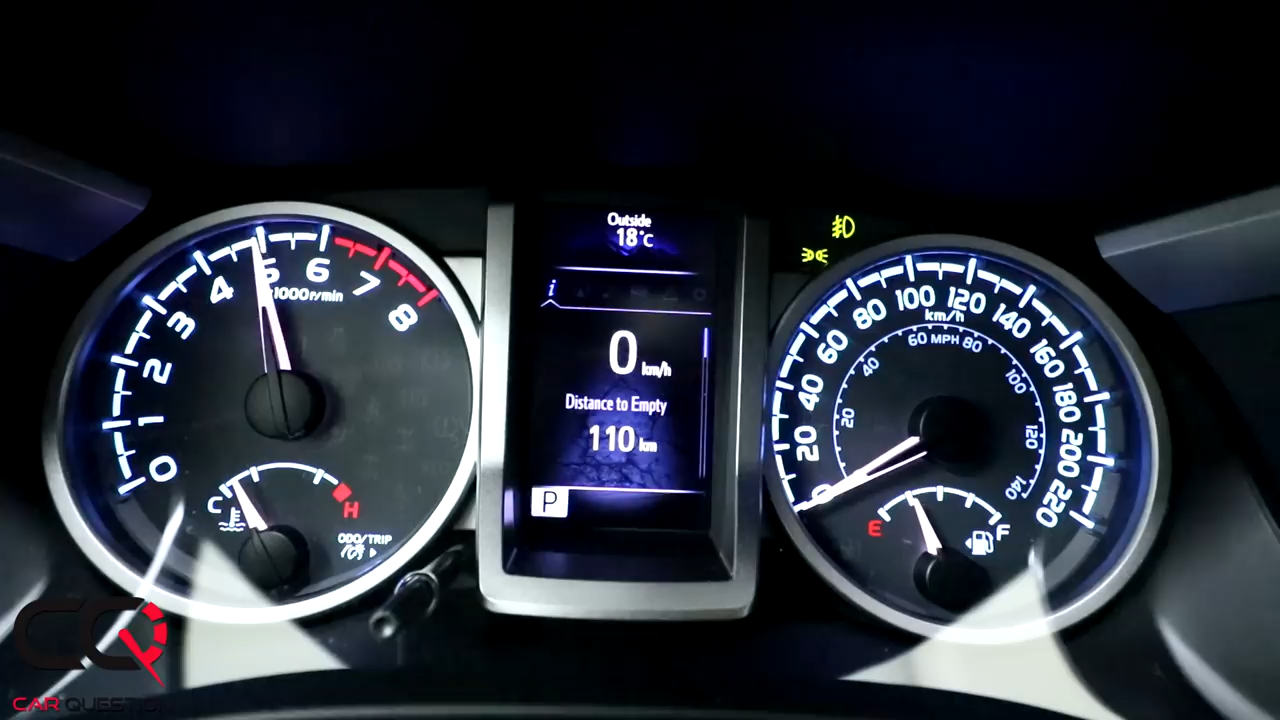 Outside
18°C
i
0 km/h
Distance to Empty
110 km
P
0
1
2
3
4
5
6
7
8
x1000r/min
C
H
ODO/TRIP
0
20
40
60
80
100
120
140
160
180
200
220
km/h
20
40
60 MPH 80
100
120
140
E
F
CQ
CAR QUESTION